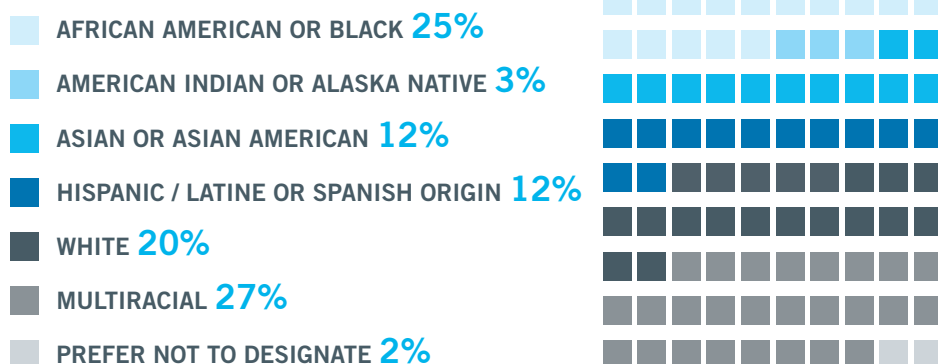 AFRICAN AMERICAN OR BLACK 25%
AMERICAN INDIAN OR ALASKA NATIVE 3%
ASIAN OR ASIAN AMERICAN 12%
HISPANIC / LATINE OR SPANISH ORIGIN 12%
WHITE 20%
MULTIRACIAL 27%
PREFER NOT TO DESIGNATE 2%